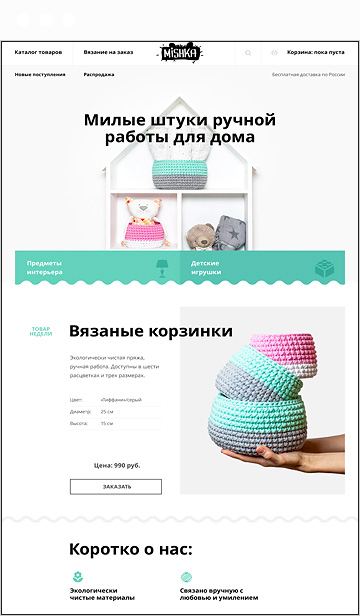 Каталог товаров
Вязание на заказ
MiSHKA
Корзина: пока пуста
Новые поступления
Распродажа
Бесплатная доставка по России
Милые штуки ручной
работы для дома
Предметы
интерьера
Детские
игрушки
ТОВАР
НЕДЕЛИ
Вязаные корзинки
Экологически чистая пряжа,
ручная работа. Доступны в шести
расцветках и трех размерах.
Цвет: «Тиффани»/серый
Диаметр: 25 см
Высота: 15 см
Цена: 990 руб.
ЗАКАЗАТЬ
Коротко о нас:
Экологически
чистые материалы
Связано вручную с
любовью и умилением